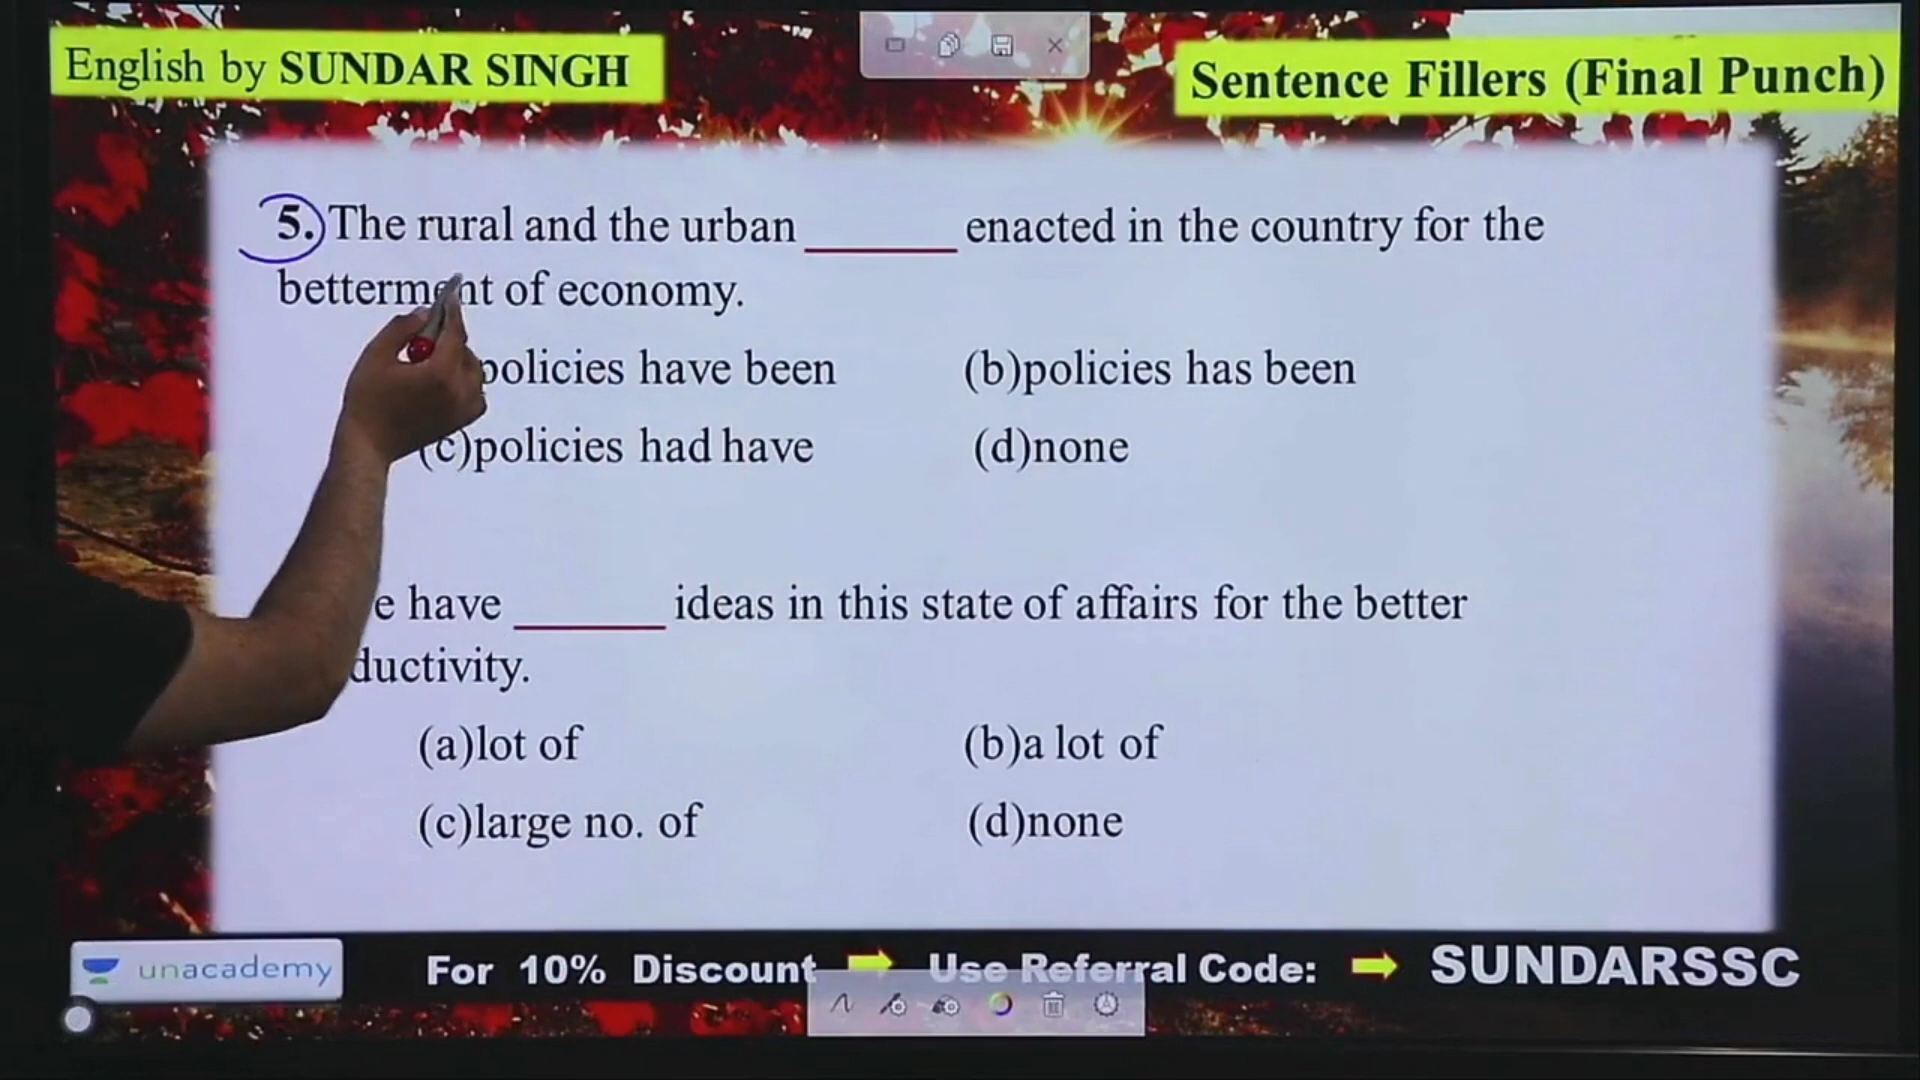 English by SUNDAR SINGH
Sentence Fillers (Final Punch)
5. The rural and the urban ______ enacted in the country for the
betterment of economy.
policies have been
(b)policies has been
(c)policies had have
(d)none
have ______ ideas in this state of affairs for the better
(a)lot of
(b)a lot of
(c)large no. of
(d)none
unacademy
For 10% Discount Use Referral Code: SUNDARSSC